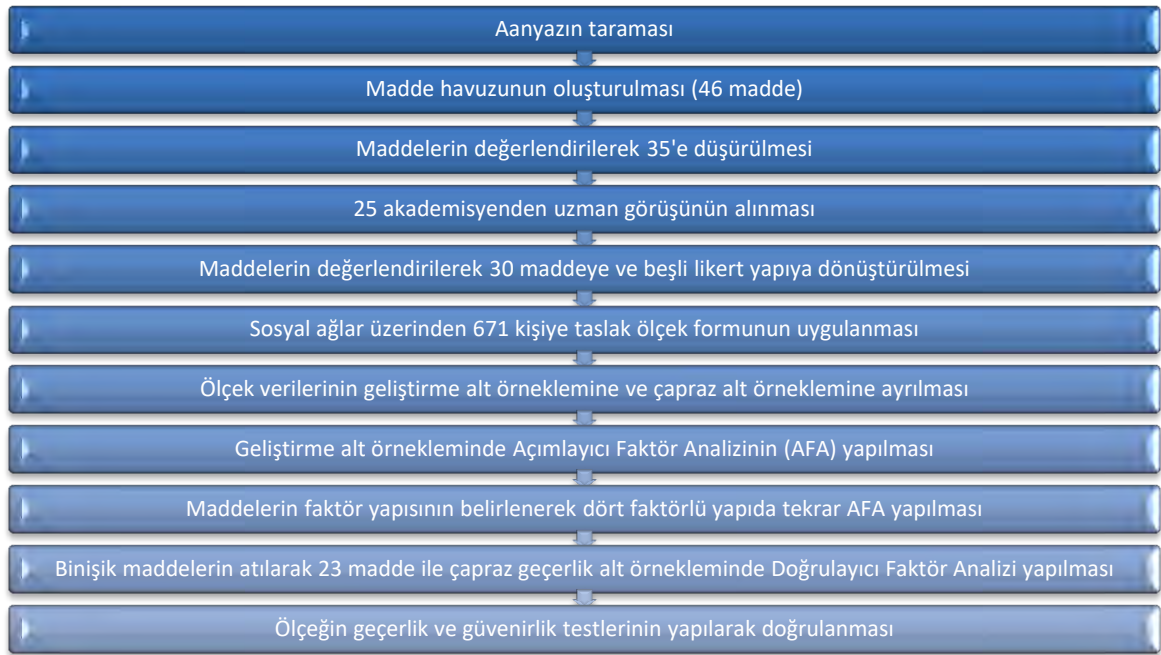 Aanyazın taraması
Madde havuzunun oluşturulması (46 madde)
Maddelerin değerlendirilerek 35'e düşürülmesi
25 akademisyenden uzman görüşünün alınması
Maddelerin değerlendirilerek 30 maddeye ve beşli likert yapıya dönüştürülmesi
Sosyal ağlar üzerinden 671 kişiye taslak ölçek formunun uygulanması
Ölçek verilerinin geliştirme alt örneklemine ve çapraz alt örneklemine ayrılması
Geliştirme alt örnekleminde Açımlayıcı Faktör Analizinin (AFA) yapılması
Maddelerin faktör yapısının belirlenerek dört faktörlü yapıda tekrar AFA yapılması
Binişik maddelerin atılarak 23 madde ile çapraz geçerlik alt örnekleminde Doğrulayıcı Faktör Analizi yapılması
Ölçeğin geçerlik ve güvenirlik testlerinin yapılarak doğrulanması